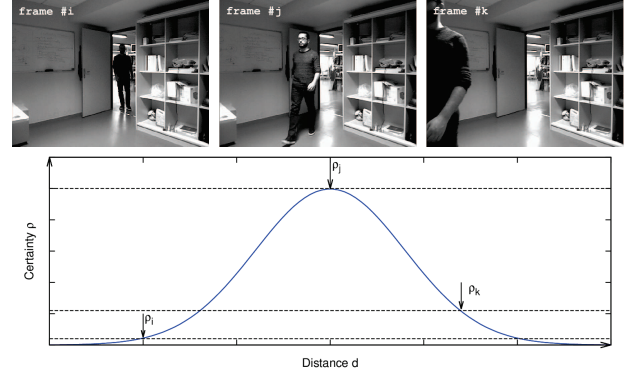 frame #i
frame #j
frame #k
ρj
ρk
ρi
Certainty ρ
Distance d